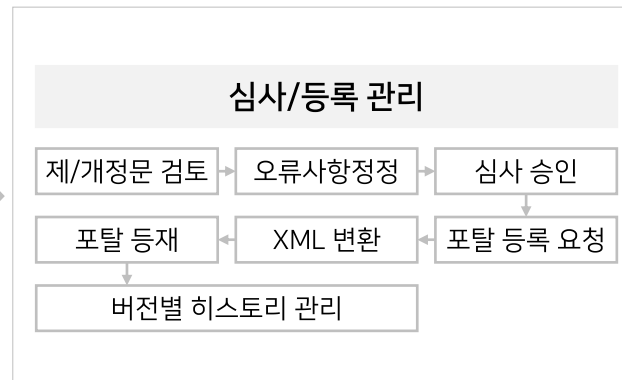 심사/등록 관리
제/개정문 검토
오류사항정정
심사 승인
포탈 등재
XML 변환
포탈 등록 요청
버전별 히스토리 관리